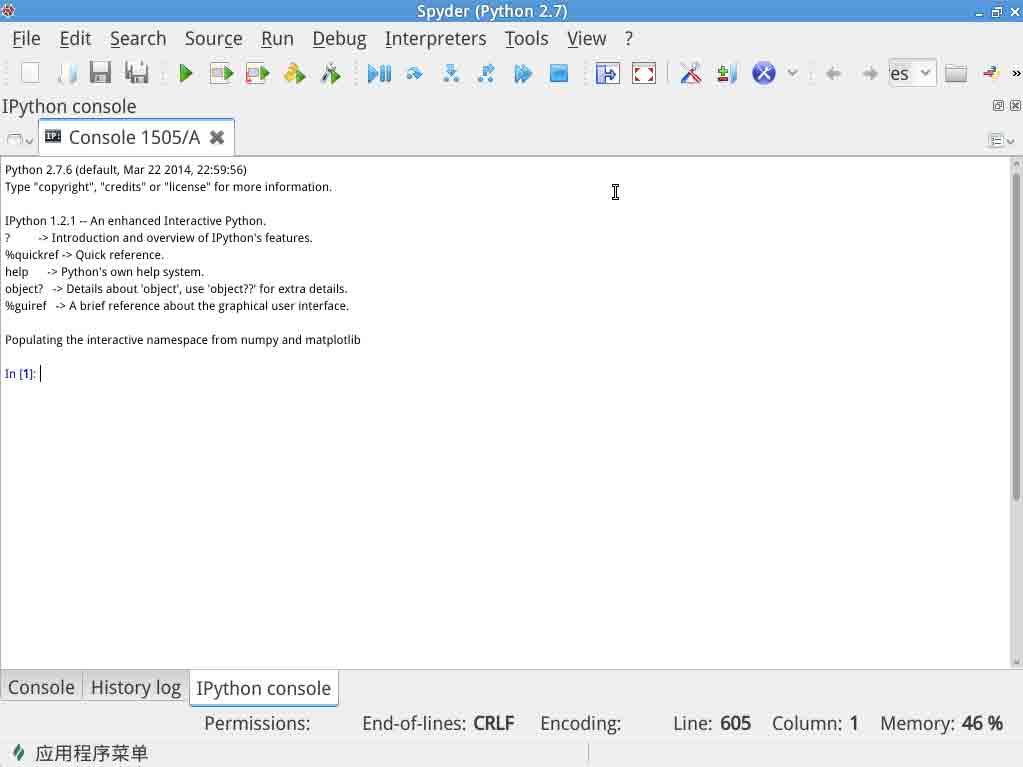 Spyder (Python 2.7)
File Edit Search Source Run Debug Interpreters Tools View ?
es
»
IPython console
IP: Console 1505/A
Python 2.7.6 (default, Mar 22 2014, 22:59:56)
Type "copyright", "credits" or "license" for more information.
IPython 1.2.1 -- An enhanced Interactive Python.
? -> Introduction and overview of IPython's features.
%quickref -> Quick reference.
help -> Python's own help system.
object? -> Details about 'object', use 'object??' for extra details.
%guiref -> A brief reference about the graphical user interface.
Populating the interactive namespace from numpy and matplotlib
In [1]:
Console History log IPython console
Permissions: End-of-lines: CRLF Encoding: Line: 605 Column: 1 Memory: 46 %
应用程序菜单